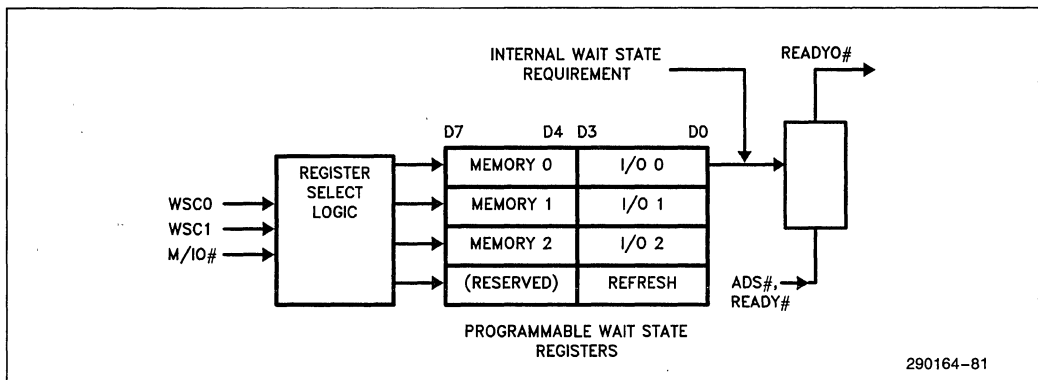 INTERNAL WAIT STATE
REQUIREMENT
READYO#
D7 D4 D3 D0
REGISTER
SELECT
LOGIC
WSC0
WSC1
M/IO#
MEMORY 0 I/O 0
MEMORY 1 I/O 1
MEMORY 2 I/O 2
(RESERVED) REFRESH
ADS#,
READY#
PROGRAMMABLE WAIT STATE
REGISTERS
290164-81